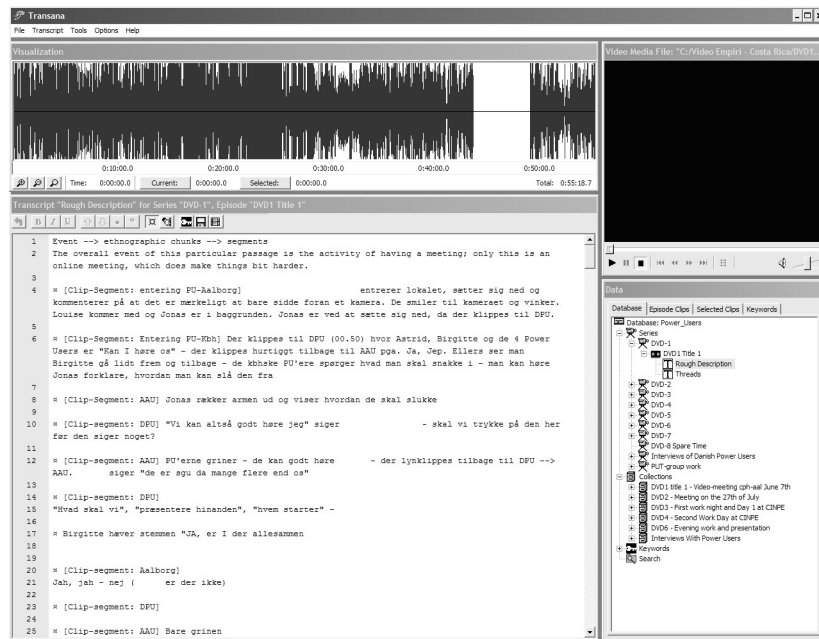 Transana
File Transcript Tools Options Help
Visualization
0:10:00.0 0:20:00.0 0:30:00.0 0:40:00.0 0:50:00.0
Time: 0:00:00.0 Current: 0:00:00.0 Selected: 0:00:00.0 Total: 0:55:18.7
Transcript "Rough Description" for Series "DVD-1", Episode "DVD1 Title 1"
B I U
1 Event --> ethnographic chunks --> segments
2 The overall event of this particular passage is the activity of having a meeting; only this is an
online meeting, which does make things bit harder.
3
4 ¤ [Clip-Segment: entering PU-Aalborg] entrerer lokalet, sætter sig ned og
kommenterer på at det er mærkeligt at bare sidde foran et kamera. De smiler til kameraet og vinker.
Louise kommer med og Jonas er i baggrunden. Jonas er ved at sætte sig ned, da der klippes til DPU.
5
6 ¤ [Clip-segment: Entering PU-Kbh] Der klippes til DPU (00.50) hvor Astrid, Birgitte og de 4 Power
Users er "Kan I høre os" - der klippes hurtiggt tilbage til AAU pga. Ja, Jep. Ellers ser man
Birgitte gå lidt frem og tilbage - de kbhske PU'ere spørger hvad man skal snakke i - man kan høre
Jonas forklare, hvordan man kan slå den fra
7
8 ¤ [Clip-segment: AAU] Jonas rækker armen ud og viser hvordan de skal slukke
9
10 ¤ [Clip-segment: DPU] "Vi kan altså godt høre jeg" siger - skal vi trykke på den her
før den siger noget?
11
12 ¤ [Clip-segment: AAU] PU'erne griner - de kan godt høre - der lynklippes tilbage til DPU -->
AAU. siger "de er sgu da mange flere end os"
13
14 ¤ [Clip-segment: DPU]
15 "Hvad skal vi", "præsentere hinanden", "hvem starter" -
16
17 ¤ Birgitte hæver stemmen "JA, er I der allesammen
18
19
20 ¤ [Clip-segment: Aalborg]
21 Jah, jah - nej ( er der ikke)
22
23 ¤ [Clip-segment: DPU]
24
25 ¤ [Clip-segment: AAU] Bare grinen
Video Media File: "C:/Video Empiri - Costa Rica/DVD1...
Data
Database Episode Clips Selected Clips Keywords
Database: Power_Users
Series
DVD-1
DVD1 Title 1
Rough Description
Threads
DVD-2
DVD-3
DVD-4
DVD-5
DVD-6
DVD-7
DVD-8 Spare Time
Interviews of Danish Power Users
PUT-group work
Collections
DVD1 title 1 - Video-meeting cph-aal June 7th
DVD2 - Meeting on the 27th of July
DVD3 - First work night and Day 1 at CINPE
DVD4 - Second Work Day at CINPE
DVD6 - Evening work and presentation
Interviews With Power Users
Keywords
Search